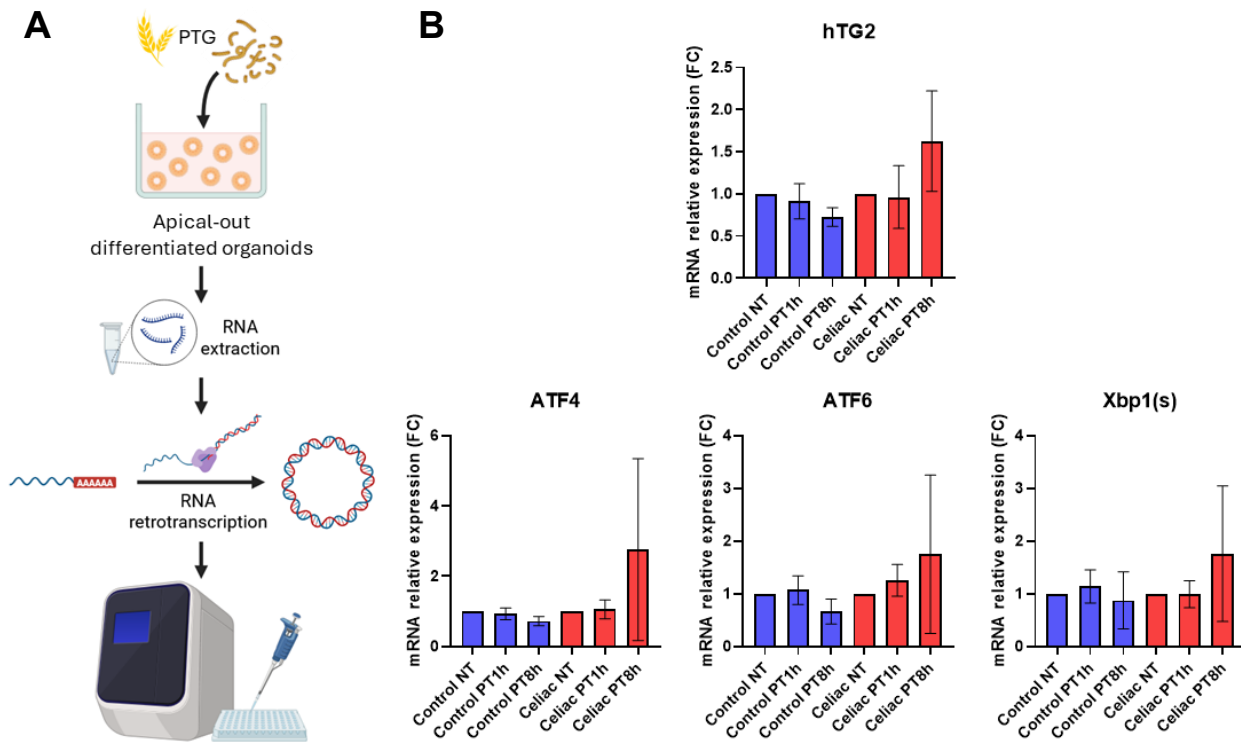 A
PTG
Apical-out
differentiated organoids
RNA
extraction
AAAAAA
RNA
retrotranscription
B
hTG2
mRNA relative expression (FC)
2.5
2.0
1.5
1.0
0.5
0.0
Control NT
Control PT1h
Control PT8h
Celiac NT
Celiac PT1h
Celiac PT8h
ATF4
mRNA relative expression (FC)
6
4
2
0
Control NT
Control PT1h
Control PT8h
Celiac NT
Celiac PT1h
Celiac PT8h
ATF6
mRNA relative expression (FC)
4
3
2
1
0
Control NT
Control PT1h
Control PT8h
Celiac NT
Celiac PT1h
Celiac PT8h
Xbp1(s)
mRNA relative expression (FC)
4
3
2
1
0
Control NT
Control PT1h
Control PT8h
Celiac NT
Celiac PT1h
Celiac PT8h